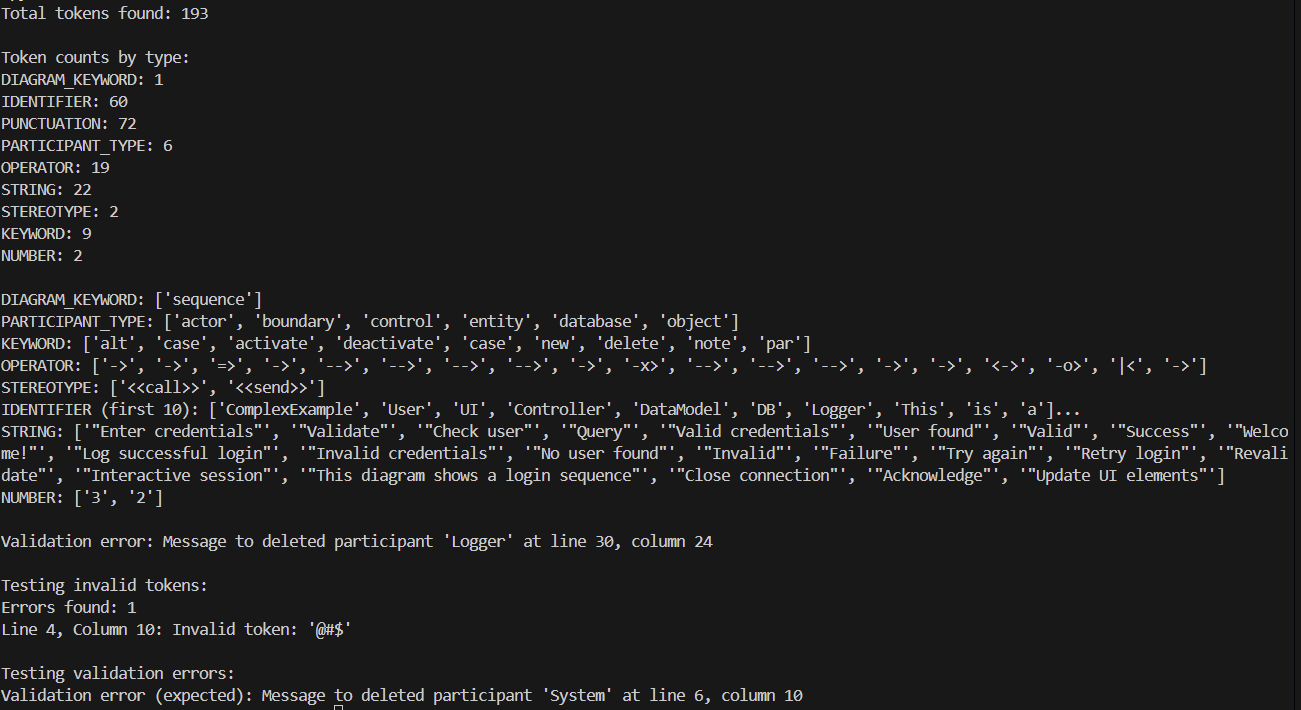 Total tokens found: 193
Token counts by type:
DIAGRAM_KEYWORD: 1
IDENTIFIER: 60
PUNCTUATION: 72
PARTICIPANT_TYPE: 6
OPERATOR: 19
STRING: 22
STEREOTYPE: 2
KEYWORD: 9
NUMBER: 2
DIAGRAM_KEYWORD: ['sequence']
PARTICIPANT_TYPE: ['actor', 'boundary', 'control', 'entity', 'database', 'object']
KEYWORD: ['alt', 'case', 'activate', 'deactivate', 'case', 'new', 'delete', 'note', 'par']
OPERATOR: ['->', '->', '=>', '->', '-->', '-->', '-->', '-->', '->', '-x>', '-->', '-->', '-->', '->', '->', '<->', '-o>', '|<', '->']
STEREOTYPE: ['<<call>>', '<<send>>']
IDENTIFIER (first 10): ['ComplexExample', 'User', 'UI', 'Controller', 'DataModel', 'DB', 'Logger', 'This', 'is', 'a']...
STRING: ['"Enter credentials"', '"Validate"', '"Check user"', '"Query"', '"Valid credentials"', '"User found"', '"Valid"', '"Success"', '"Welco
me!"', '"Log successful login"', '"Invalid credentials"', '"No user found"', '"Invalid"', '"Failure"', '"Try again"', '"Retry login"', '"Revali
date"', '"Interactive session"', '"This diagram shows a login sequence"', '"Close connection"', '"Acknowledge"', '"Update UI elements"']
NUMBER: ['3', '2']
Validation error: Message to deleted participant 'Logger' at line 30, column 24
Testing invalid tokens:
Errors found: 1
Line 4, Column 10: Invalid token: '@#$'
Testing validation errors:
Validation error (expected): Message to deleted participant 'System' at line 6, column 10